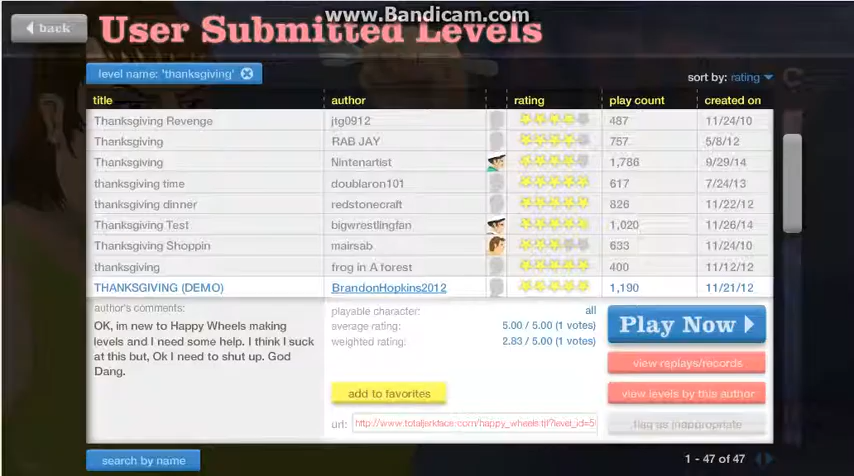 www.Bandicam.com
back
User Submitted Levels
level name: 'thanksgiving'
sort by: rating
title author rating play count created on
Thanksgiving Revenge jtg0912 487 11/24/10
Thanksgiving RAB JAY 757 5/8/12
Thanksgiving Nintenartist 1,786 9/29/14
thanksgiving time doublaron101 617 7/24/13
thanksgiving dinner redstonecraft 826 11/22/12
Thanksgiving Test bigwrestlingfan 1,020 11/26/14
Thanksgiving Shoppin mairsab 633 11/24/10
thanksgiving frog in A forest 400 11/12/12
THANKSGIVING (DEMO) BrandonHopkins2012 1,190 11/21/12
author's comments:
OK, im new to Happy Wheels making
levels and I need some help. I think I suck
at this but, Ok I need to shut up. God
Dang.
playable character: all
average rating: 5.00 / 5.00 (1 votes)
weighted rating: 2.83 / 5.00 (1 votes)
add to favorites
url: http://www.totaljerkface.com/happy_wheels.tjf?level_id=5
Play Now
view replays/records
view levels by this author
flag as inappropriate
search by name
1 - 47 of 47